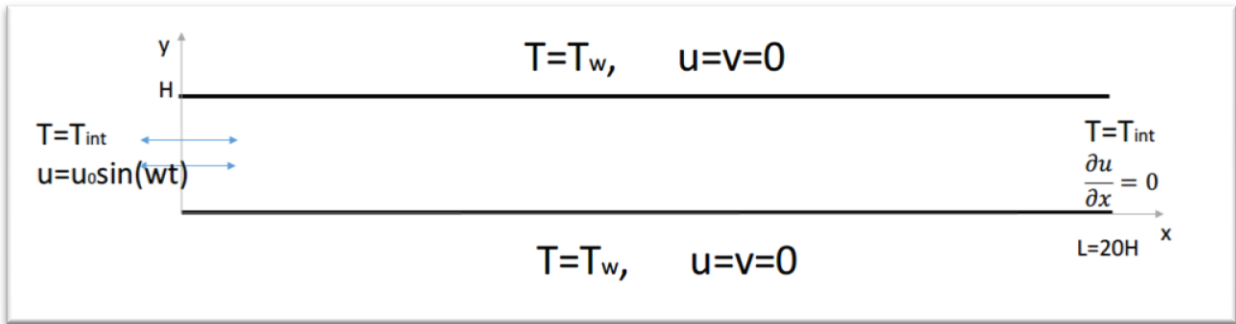 y
T=Tw, u=v=0
H
T=Tint
u=u₀sin(wt)
T=Tint
∂u/∂x = 0
x
L=20H
T=Tw, u=v=0